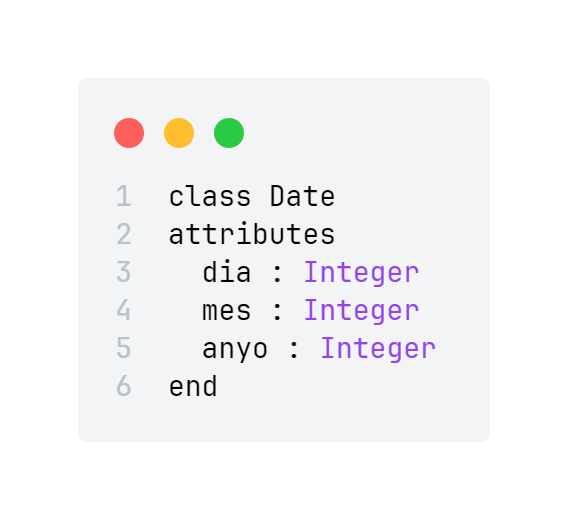 1 class Date
2 attributes
3   dia : Integer
4   mes : Integer
5   anyo : Integer
6 end